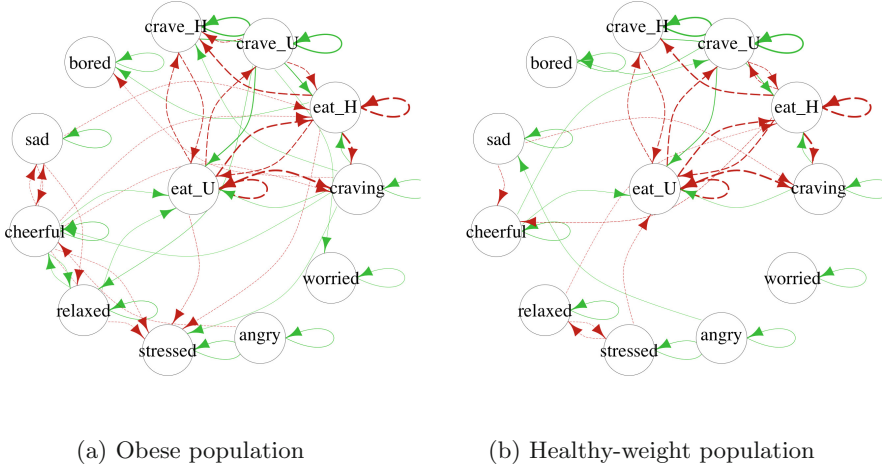 crave_H
crave_U
bored
eat_H
sad
eat_U
craving
cheerful
worried
relaxed
angry
stressed
(a) Obese population
crave_H
crave_U
bored
eat_H
sad
eat_U
craving
cheerful
worried
relaxed
angry
stressed
(b) Healthy-weight population